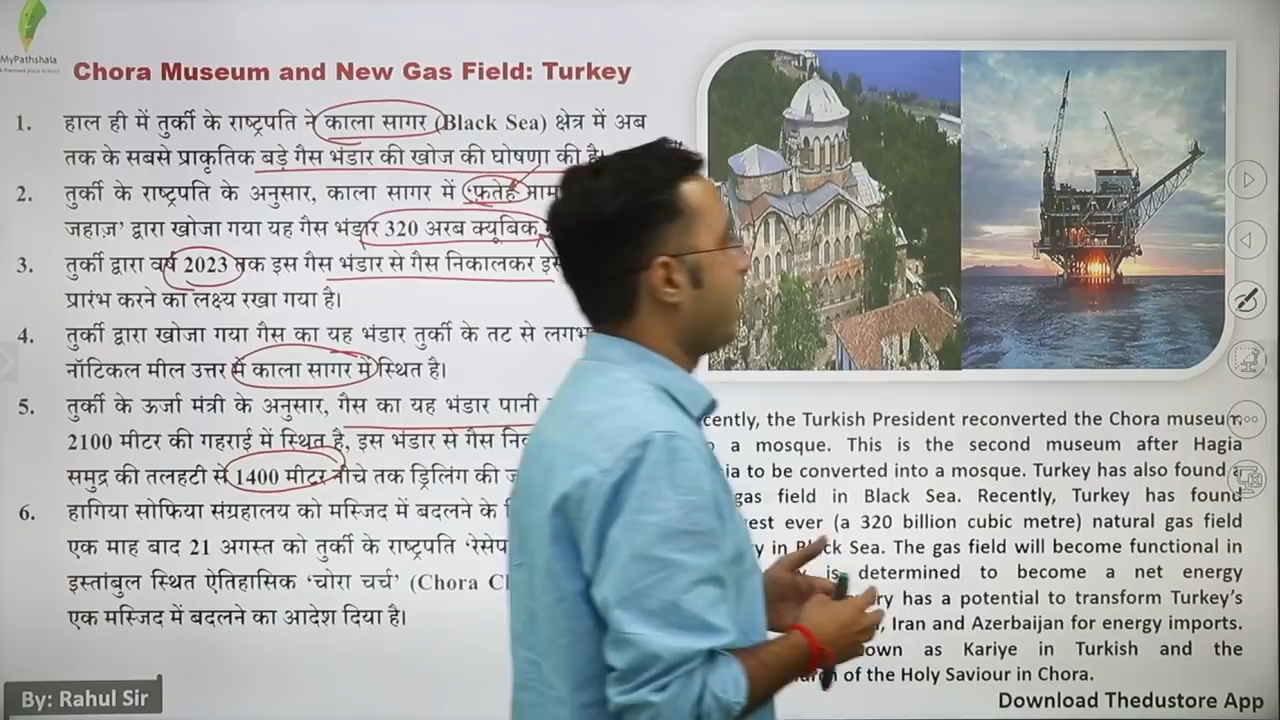 MyPathshala
Chora Museum and New Gas Field: Turkey
1. हाल ही में तुर्की के राष्ट्रपति ने काला सागर (Black Sea) क्षेत्र में अब
तक के सबसे प्राकृतिक बड़े गैस भंडार की खोज की घोषणा की है।
2. तुर्की के राष्ट्रपति के अनुसार, काला सागर में ‘फ़तेह
जहाज़’ द्वारा खोजा गया यह गैस भंडार 320 अरब क्यूबिक
3. तुर्की द्वारा वर्ष 2023 तक इस गैस भंडार से गैस निकालकर
प्रारंभ करने का लक्ष्य रखा गया है।
4. तुर्की द्वारा खोजा गया गैस का यह भंडार तुर्की के तट से
नॉटिकल मील उत्तर में काला सागर में स्थित है।
5. तुर्की के ऊर्जा मंत्री के अनुसार, गैस का यह भंडार पानी
2100 मीटर की गहराई में स्थित है, इस भंडार से गैस
समुद्र की तलहटी से 1400 मीटर नीचे तक ड्रिलिंग की
6. हागिया सोफिया संग्रहालय को मस्जिद में बदलने के
एक माह बाद 21 अगस्त को तुर्की के राष्ट्रपति
इस्तांबुल स्थित ऐतिहासिक ‘चोरा चर्च’ (Chora
एक मस्जिद में बदलने का आदेश दिया है।
the Turkish President reconverted the Chora museum
a mosque. This is the second museum after Hagia
to be converted into a mosque. Turkey has also found a
gas field in Black Sea. Recently, Turkey has found
ever (a 320 billion cubic metre) natural gas field
in Black Sea. The gas field will become functional in
is determined to become a net energy
has a potential to transform Turkey’s
Iran and Azerbaijan for energy imports.
as Kariye in Turkish and the
of the Holy Saviour in Chora.
By: Rahul Sir
Download Thedustore App